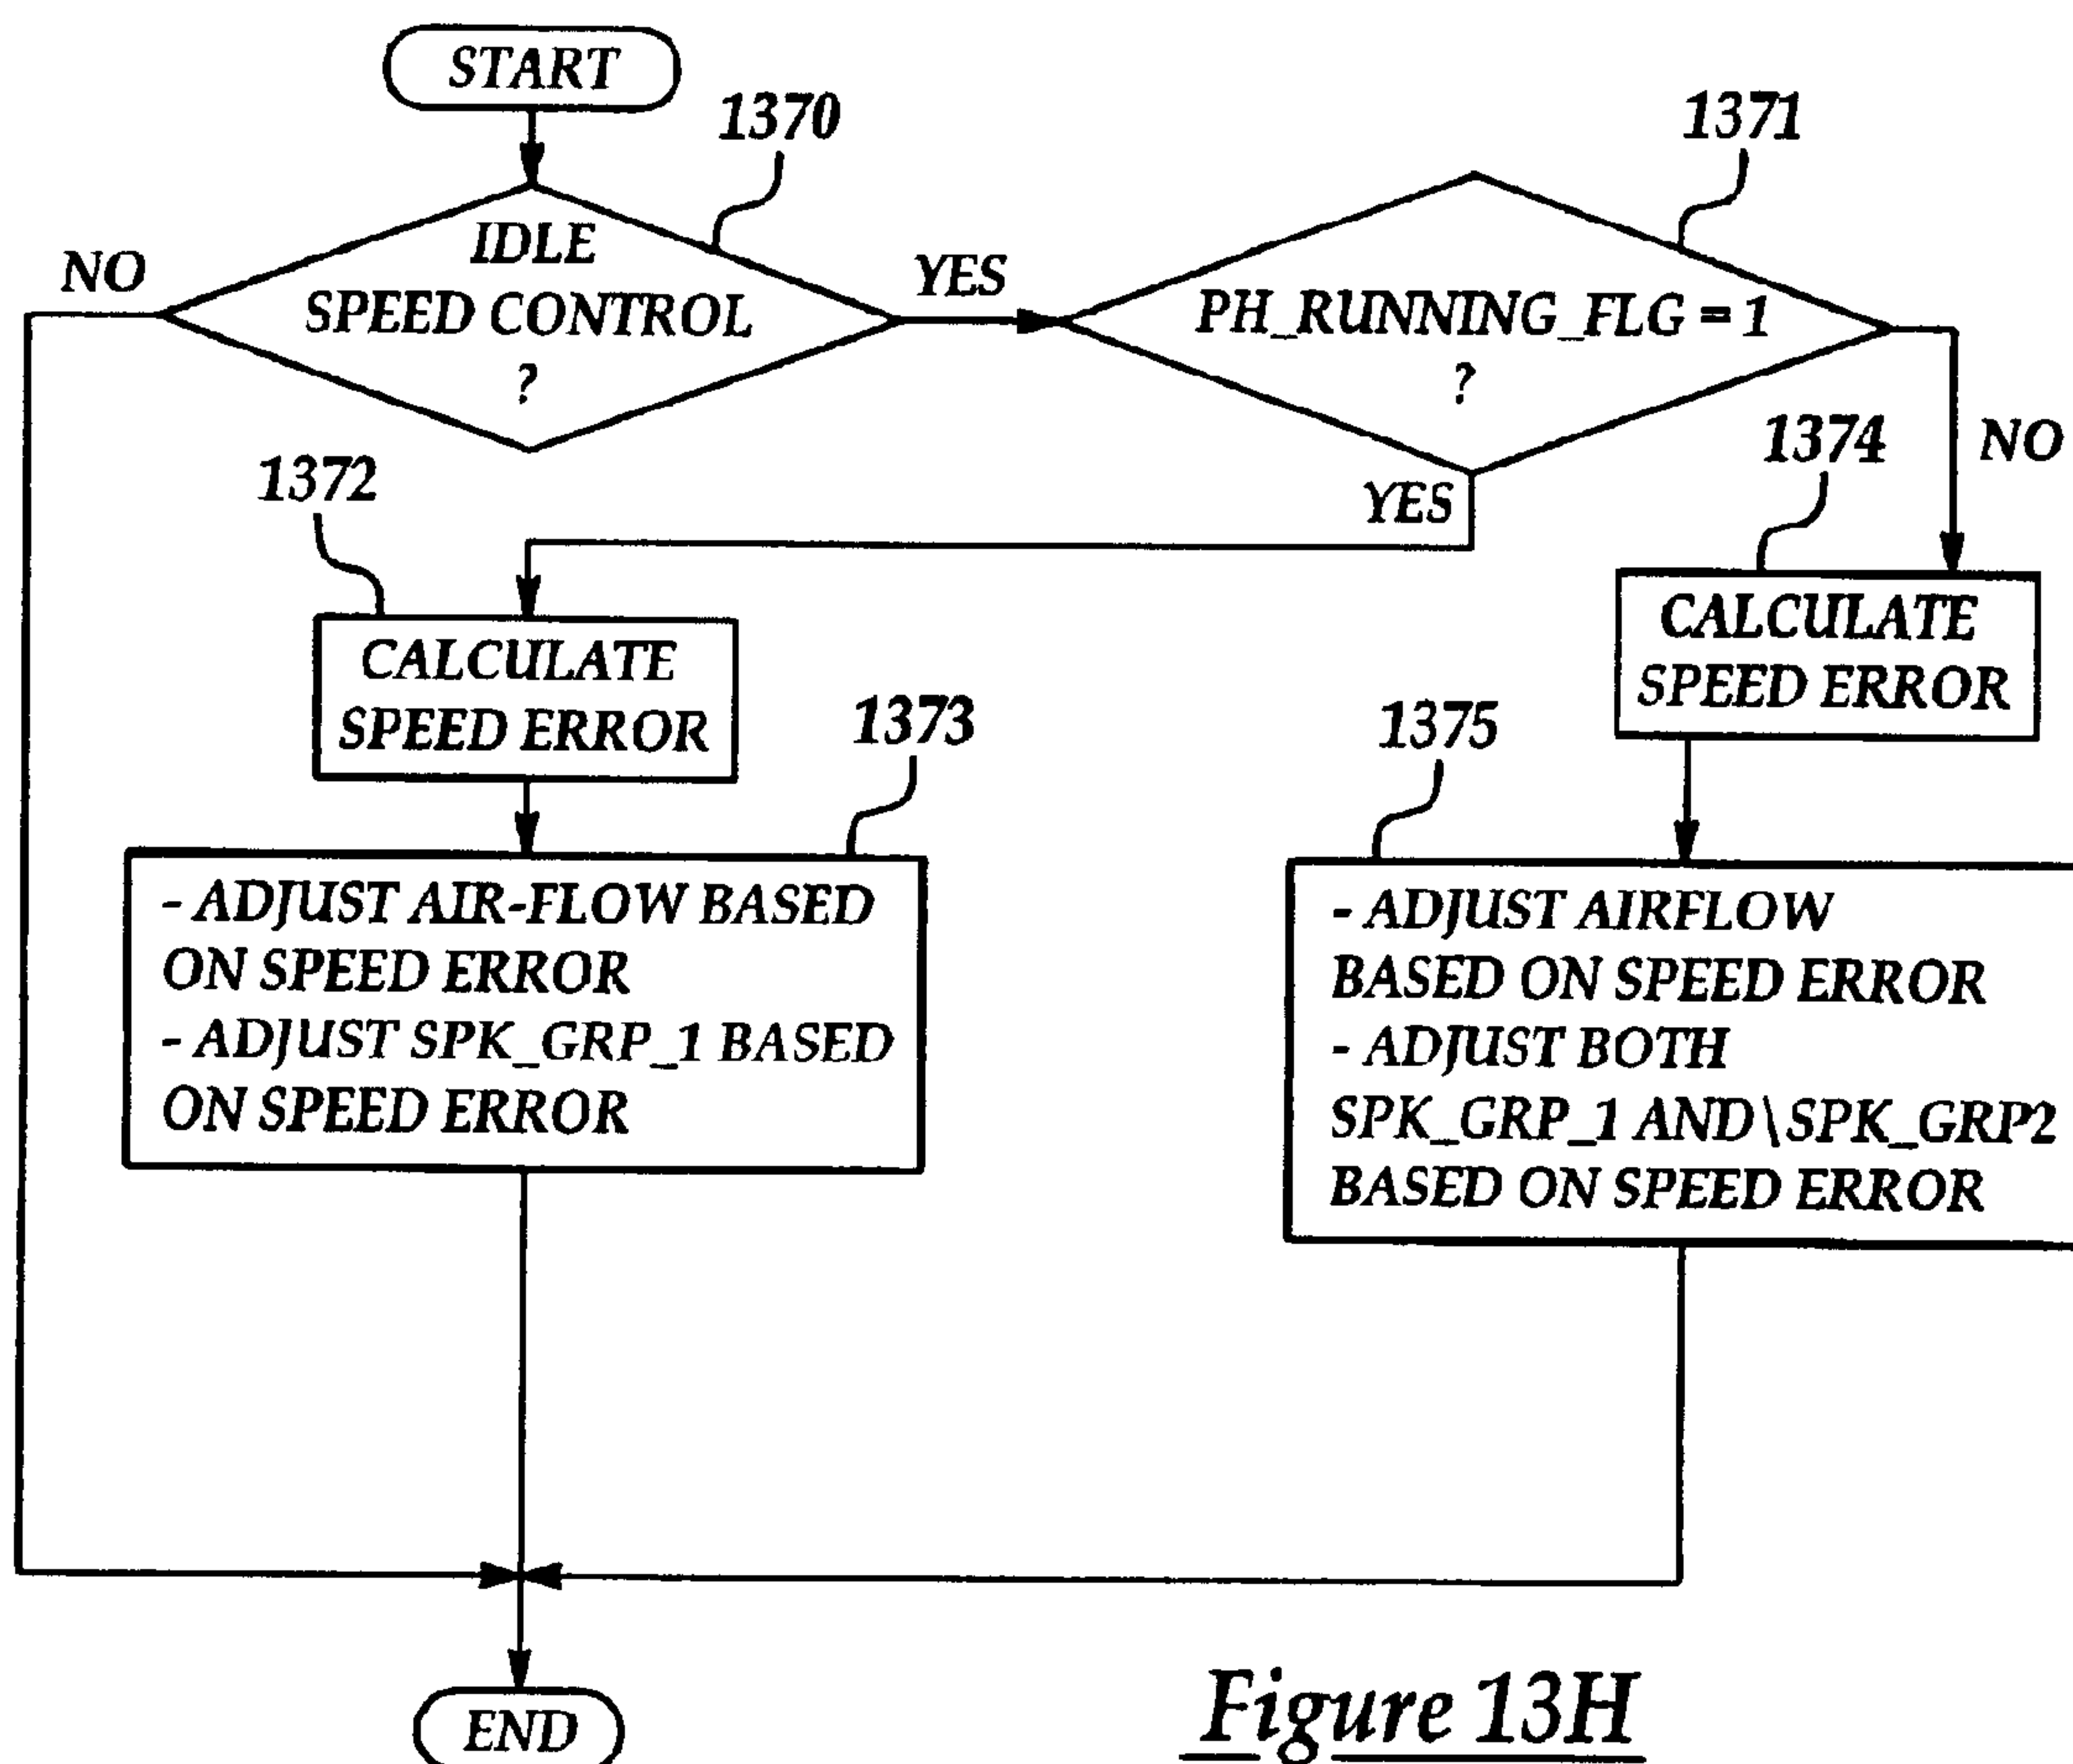 START
1370
1371
IDLE
SPEED CONTROL
?
NO
YES
PH_RUNNING_FLG = 1
?
1374
NO
1372
YES
CALCULATE
SPEED ERROR
CALCULATE
SPEED ERROR
1373
1375
- ADJUST AIR-FLOW BASED
ON SPEED ERROR
- ADJUST SPK_GRP_1 BASED
ON SPEED ERROR
- ADJUST AIRFLOW
BASED ON SPEED ERROR
- ADJUST BOTH
SPK_GRP_1 AND\SPK_GRP2
BASED ON SPEED ERROR
END
Figure 13H